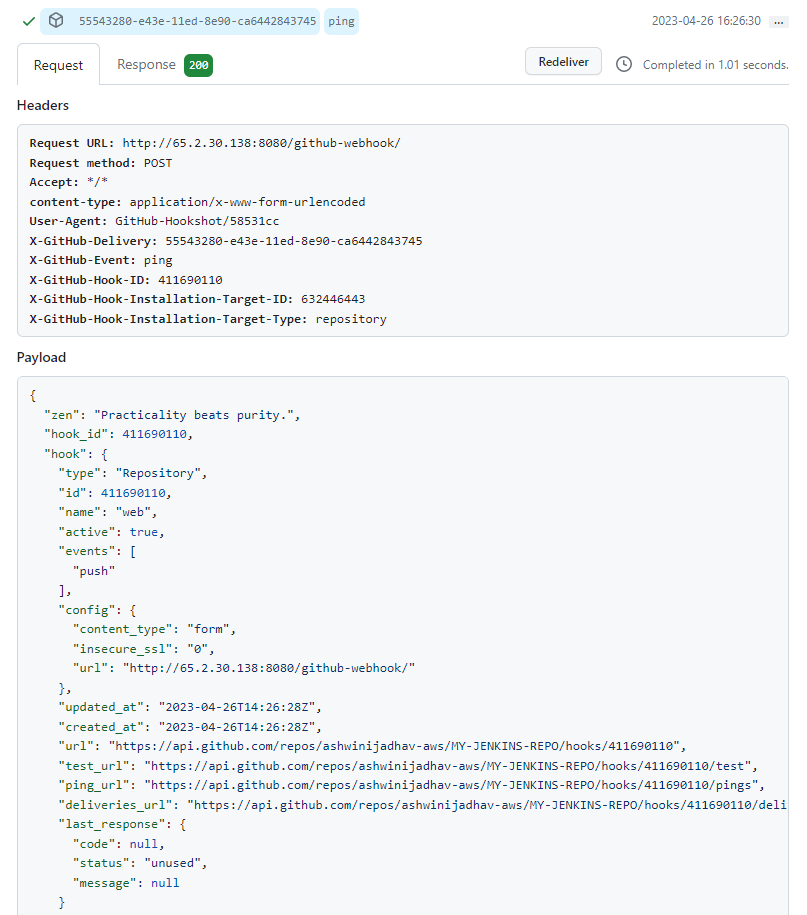 55543280-e43e-11ed-8e90-ca6442843745 ping 2023-04-26 16:26:30 ...
Request Response 200 Redeliver Completed in 1.01 seconds.
Headers
Request URL: http://65.2.30.138:8080/github-webhook/
Request method: POST
Accept: */*
content-type: application/x-www-form-urlencoded
User-Agent: GitHub-Hookshot/58531cc
X-GitHub-Delivery: 55543280-e43e-11ed-8e90-ca6442843745
X-GitHub-Event: ping
X-GitHub-Hook-ID: 411690110
X-GitHub-Hook-Installation-Target-ID: 632446443
X-GitHub-Hook-Installation-Target-Type: repository
Payload
{
"zen": "Practicality beats purity.",
"hook_id": 411690110,
"hook": {
"type": "Repository",
"id": 411690110,
"name": "web",
"active": true,
"events": [
"push"
],
"config": {
"content_type": "form",
"insecure_ssl": "0",
"url": "http://65.2.30.138:8080/github-webhook/"
},
"updated_at": "2023-04-26T14:26:28Z",
"created_at": "2023-04-26T14:26:28Z",
"url": "https://api.github.com/repos/ashwinijadhav-aws/MY-JENKINS-REPO/hooks/411690110",
"test_url": "https://api.github.com/repos/ashwinijadhav-aws/MY-JENKINS-REPO/hooks/411690110/test",
"ping_url": "https://api.github.com/repos/ashwinijadhav-aws/MY-JENKINS-REPO/hooks/411690110/pings",
"deliveries_url": "https://api.github.com/repos/ashwinijadhav-aws/MY-JENKINS-REPO/hooks/411690110/deli
"last_response": {
"code": null,
"status": "unused",
"message": null
}